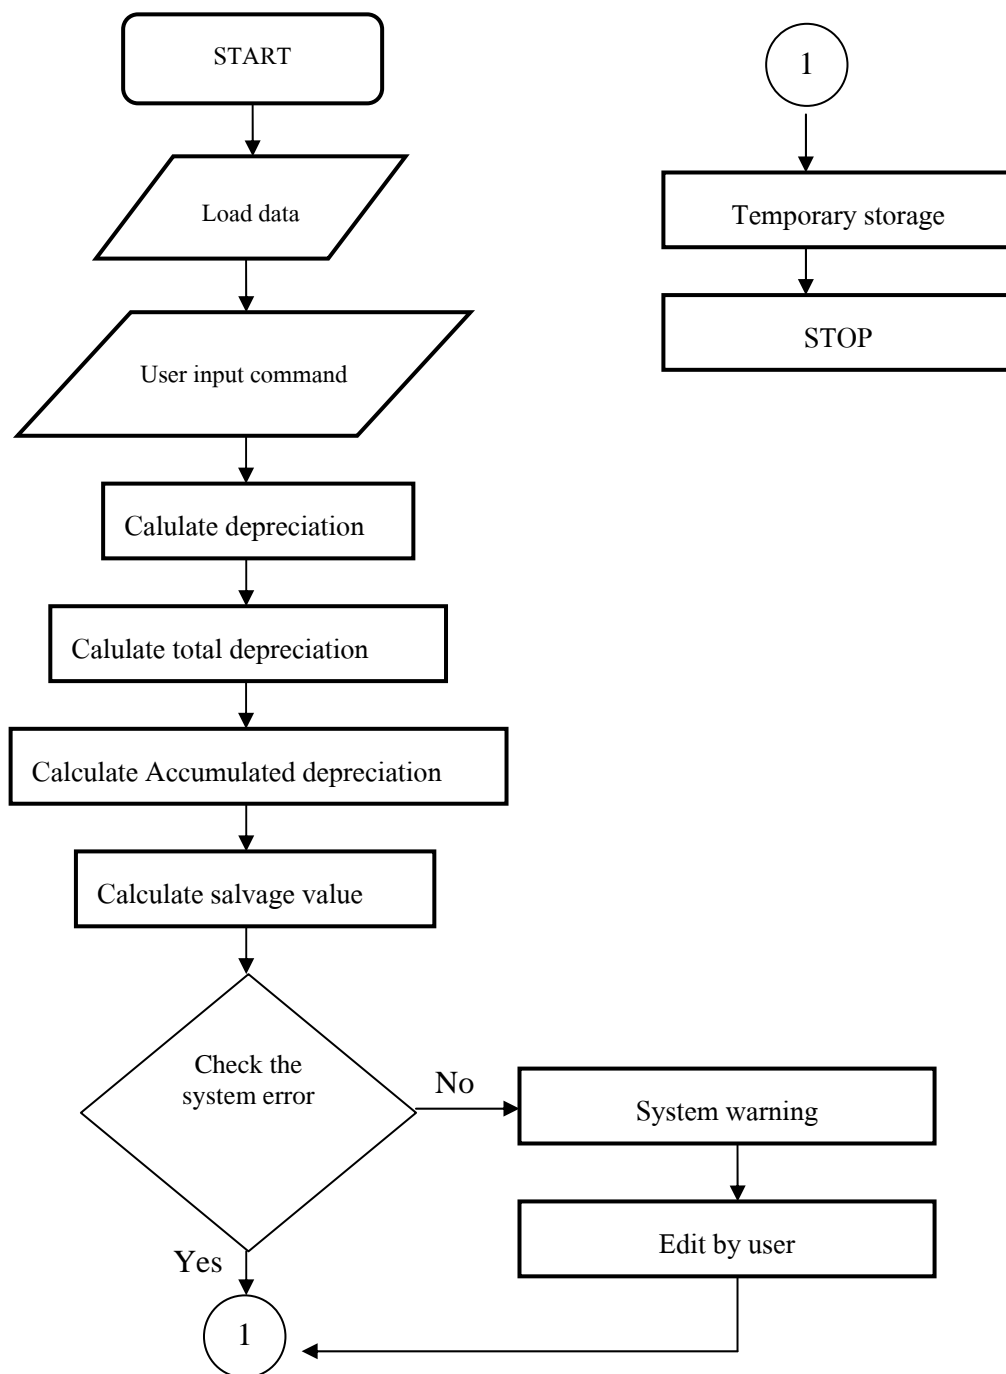 START
Load data
User input command
Calulate depreciation
Calulate total depreciation
Calculate Accumulated depreciation
Calculate salvage value
Check the
system error
No
System warning
Edit by user
Yes
1
1
Temporary storage
STOP